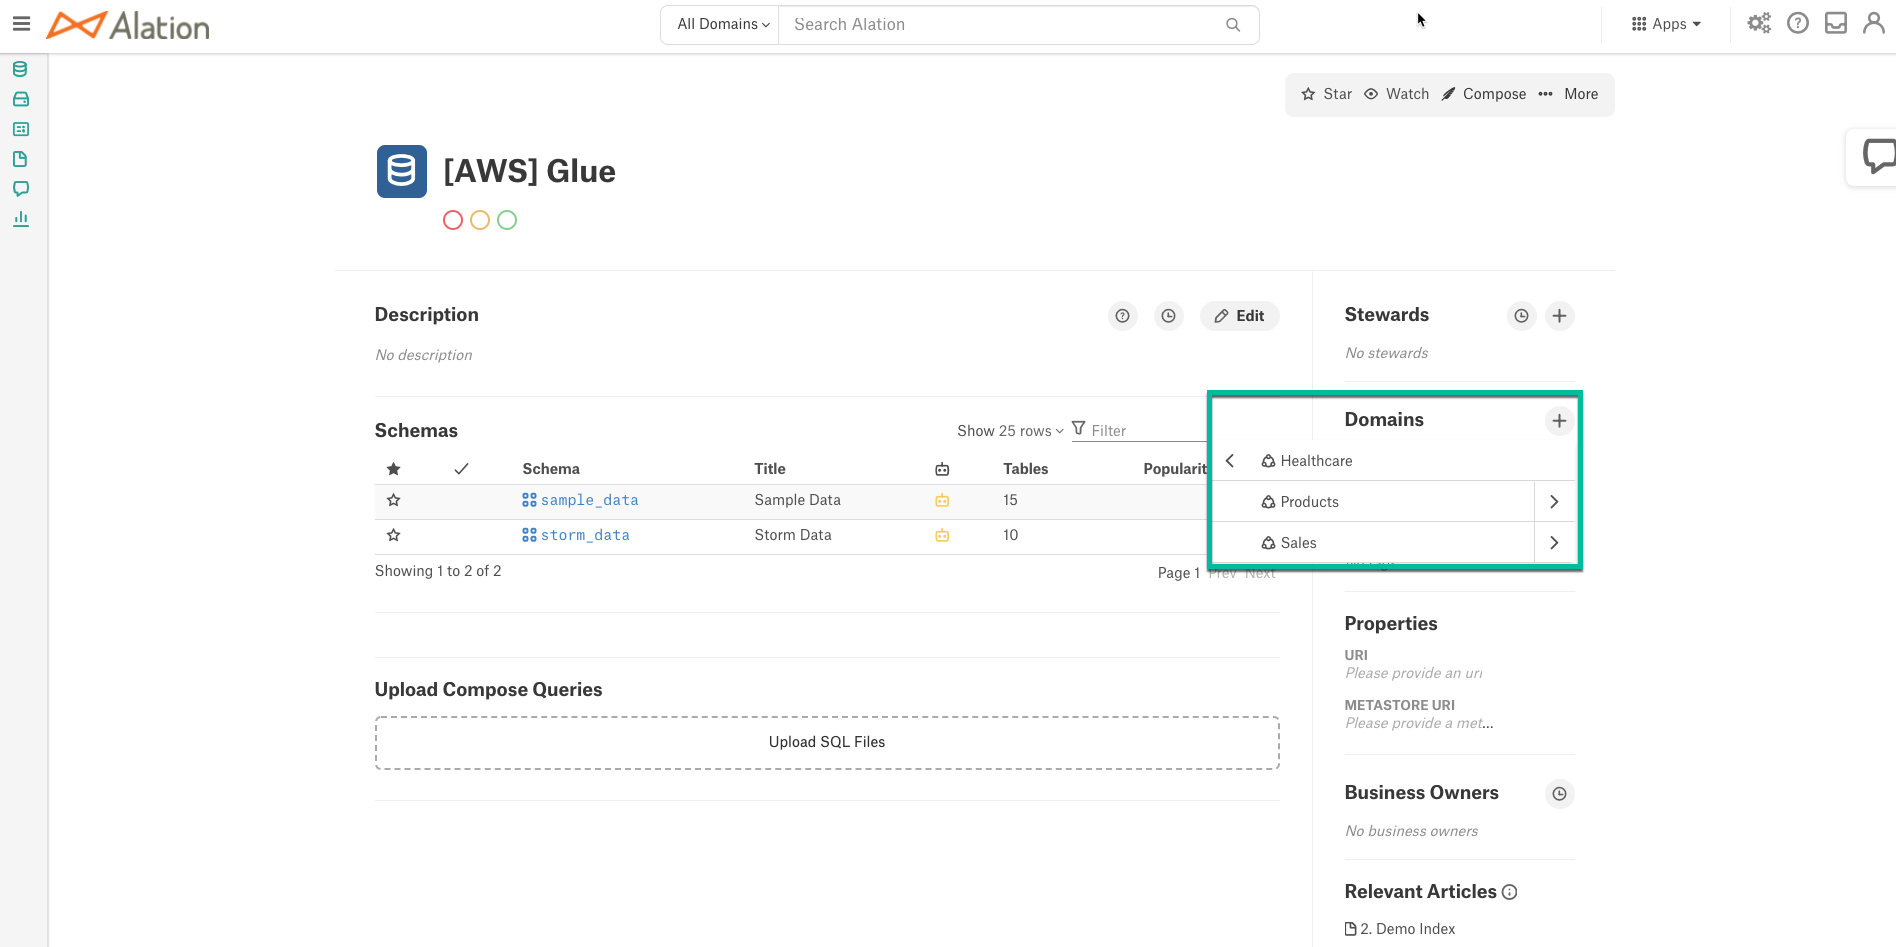 Alation
All Domains
Search Alation
Apps
Star
Watch
Compose
More
[AWS] Glue
Description
Edit
No description
Stewards
No stewards
Domains
Healthcare
Products
Sales
Schemas
Show 25 rows
Filter
Schema
Title
Tables
Popularit
sample_data
Sample Data
15
storm_data
Storm Data
10
Showing 1 to 2 of 2
Page 1
Prev
Next
Upload Compose Queries
Upload SQL Files
Properties
URI
Please provide an uri
METASTORE URI
Please provide a met...
Business Owners
No business owners
Relevant Articles
2. Demo Index